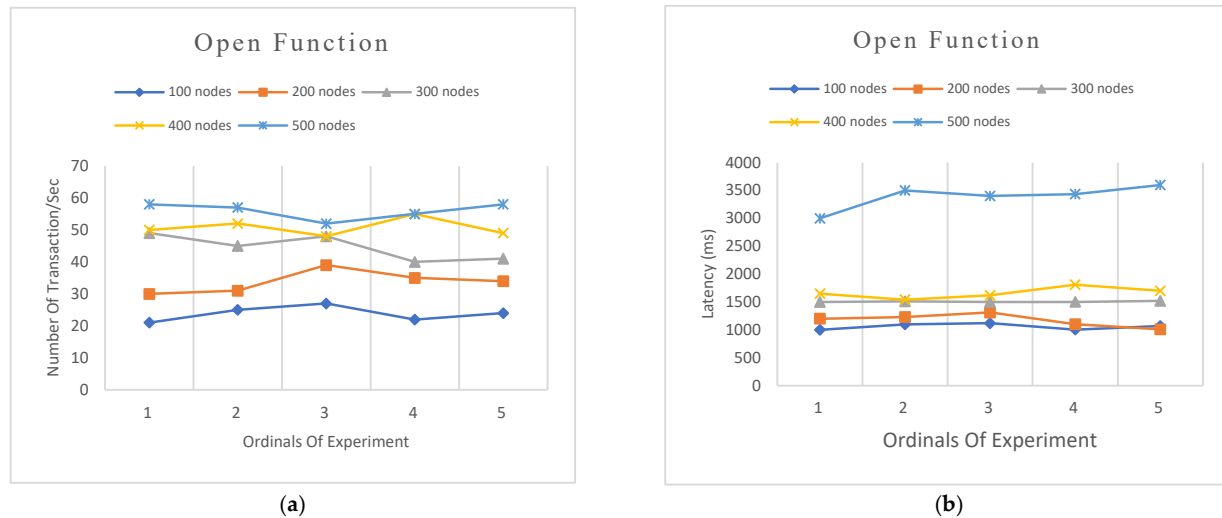 Open Function
100 nodes 200 nodes 300 nodes
400 nodes 500 nodes
70
60
50
40
30
20
10
0
Number Of Transaction/Sec
1 2 3 4 5
Ordinals Of Experiment
(a)
Open Function
100 nodes 200 nodes 300 nodes
400 nodes 500 nodes
4000
3500
3000
2500
2000
1500
1000
500
0
Latency (ms)
1 2 3 4 5
Ordinals Of Experiment
(b)